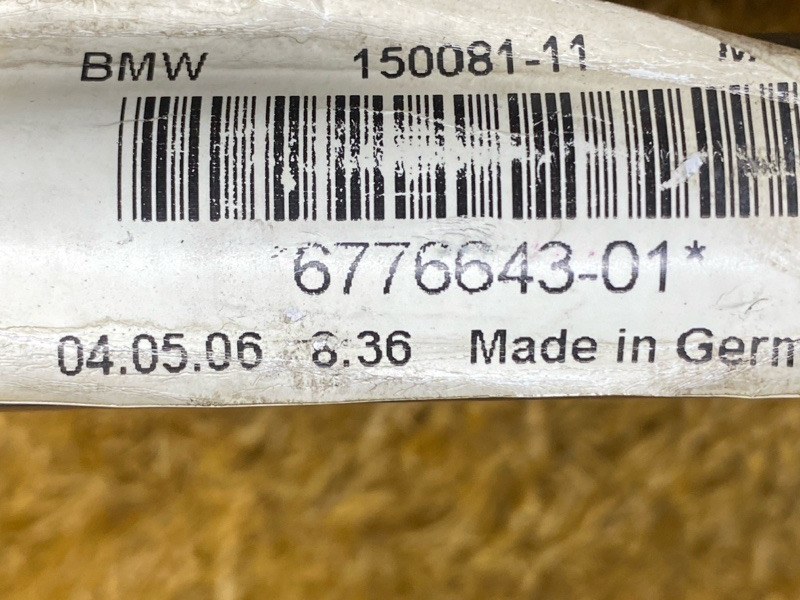 BMW 150081-11
6776643-01*
04.05.06 8.36 Made in Germ